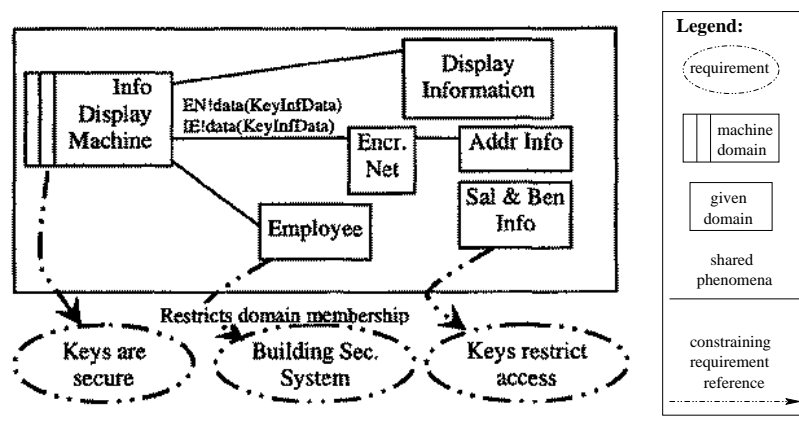 Info
Display
Machine
Display
Information
EN!data(KeyInfData)
IE!data(KeyInfData)
Encr.
Net
Addr Info
Sal & Ben
Info
Employee
Restricts domain membership
Keys are
secure
Building Sec.
System
Keys restrict
access
Legend:
requirement
machine
domain
given
domain
shared
phenomena
constraining
requirement
reference